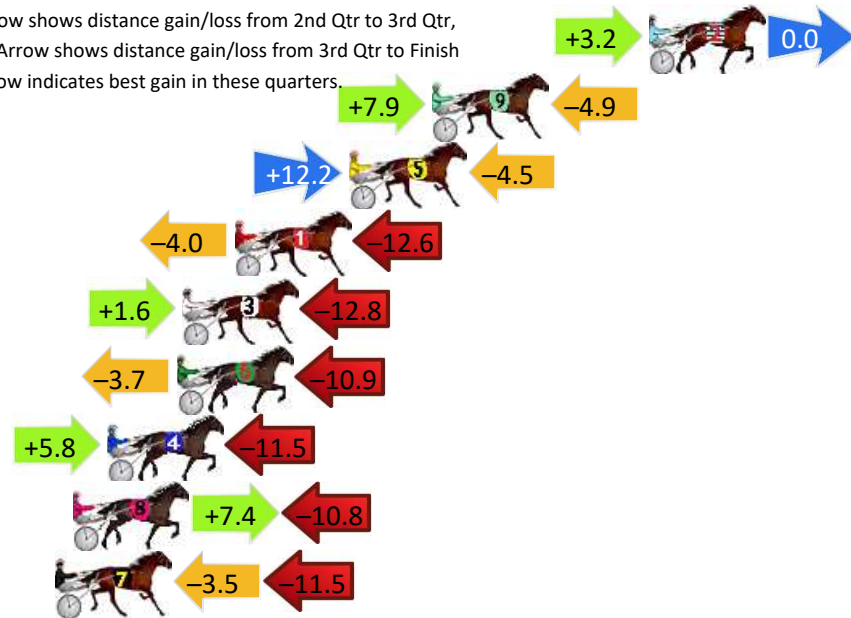 ow shows distance gain/loss from 2nd Qtr to 3rd Qtr,
Arrow shows distance gain/loss from 3rd Qtr to Finish
ow indicates best gain in these quarters.
+3.2 2 0.0
+7.9 9 –4.9
+12.2 5 –4.5
–4.0 1 –12.6
+1.6 3 –12.8
–3.7 6 –10.9
+5.8 4 –11.5
8 +7.4 –10.8
7 –3.5 –11.5